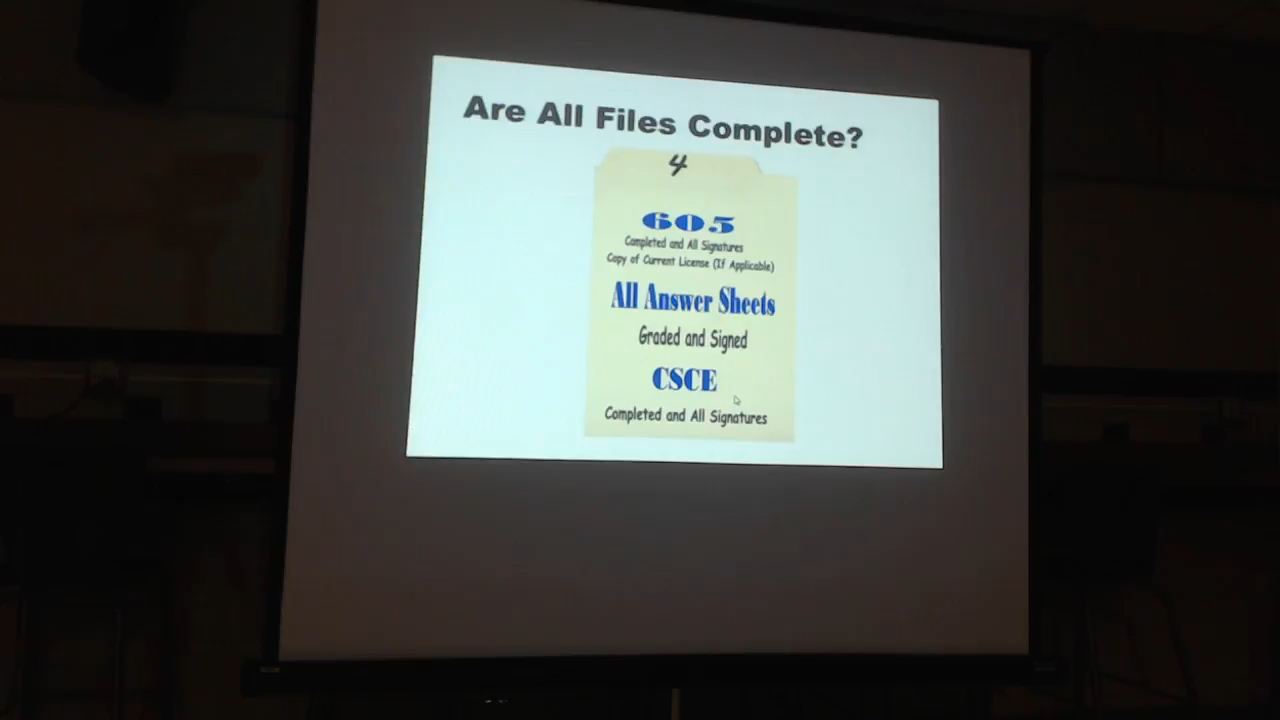 Are All Files Complete?
4
605
Completed and All Signatures
Copy of Current License (If Applicable)
All Answer Sheets
Graded and Signed
CSCE
Completed and All Signatures